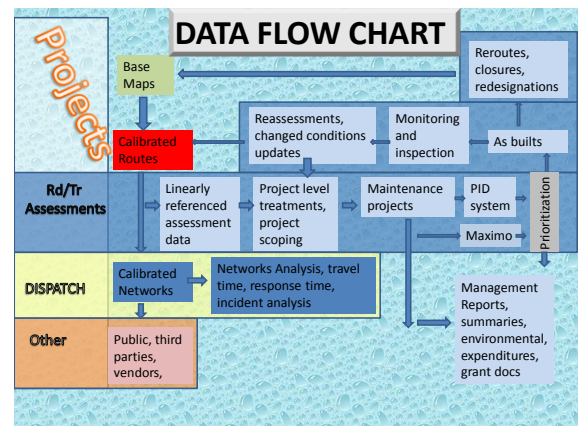 DATA FLOW CHART
Projects
Base
Maps
Reroutes,
closures,
redesignations
Calibrated
Routes
Reassessments,
changed conditions
updates
Monitoring
and
inspection
As builts
Rd/Tr
Assessments
Linearly
referenced
assessment
data
Project level
treatments,
project
scoping
Maintenance
projects
PID
system
Maximo
Prioritization
DISPATCH
Calibrated
Networks
Networks Analysis, travel
time, response time,
incident analysis
Management
Reports,
summaries,
environmental,
expenditures,
grant docs
Other
Public, third
parties,
vendors,